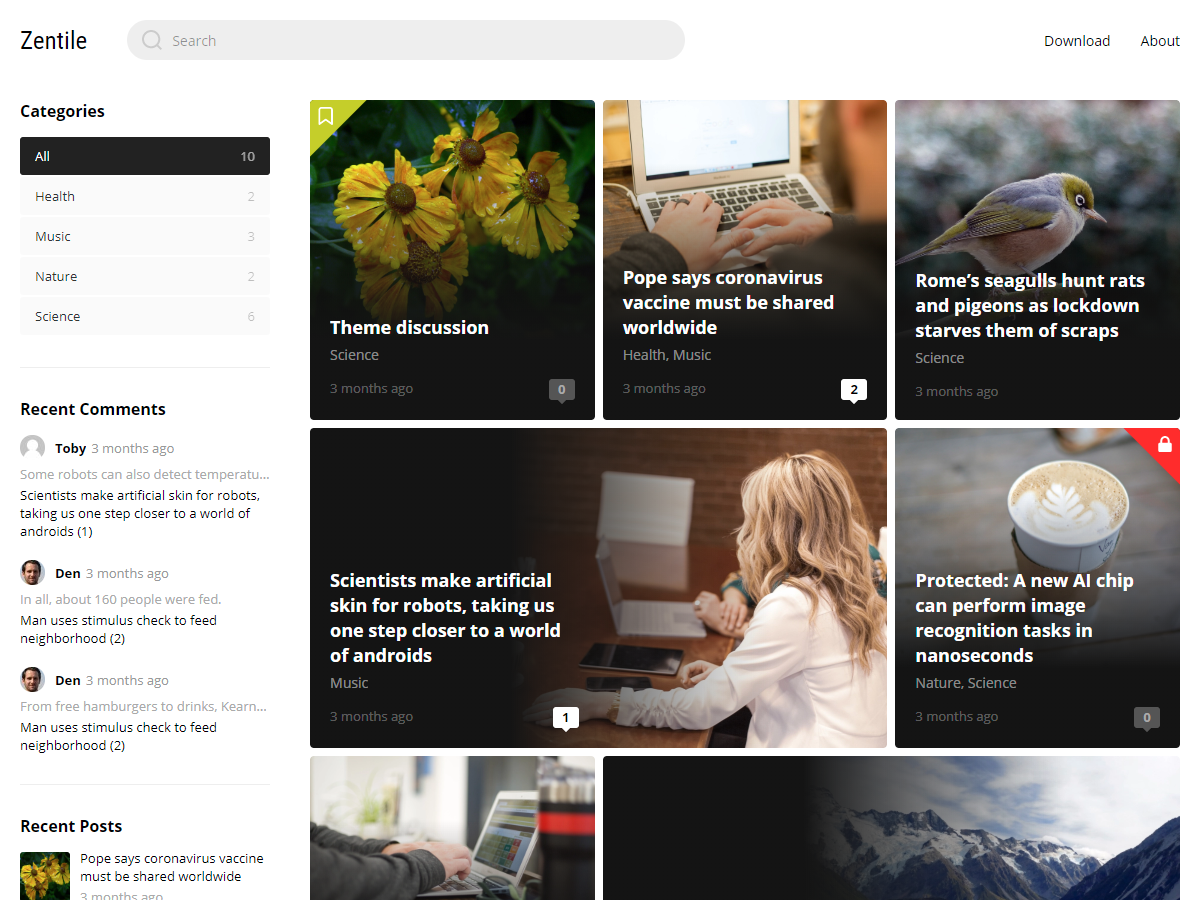 Zentile
Search
Download
About
Categories
All 10
Health 2
Music 3
Nature 2
Science 6
Recent Comments
Toby 3 months ago
Some robots can also detect temperatu...
Scientists make artificial skin for robots,
taking us one step closer to a world of
androids (1)
Den 3 months ago
In all, about 160 people were fed.
Man uses stimulus check to feed
neighborhood (2)
Den 3 months ago
From free hamburgers to drinks, Kearn...
Man uses stimulus check to feed
neighborhood (2)
Recent Posts
Pope says coronavirus vaccine
must be shared worldwide
3 months ago
Theme discussion
Science
3 months ago
0
Pope says coronavirus
vaccine must be shared
worldwide
Health, Music
3 months ago
2
Rome’s seagulls hunt rats
and pigeons as lockdown
starves them of scraps
Science
3 months ago
Scientists make artificial
skin for robots, taking us
one step closer to a world
of androids
Music
3 months ago
1
Protected: A new AI chip
can perform image
recognition tasks in
nanoseconds
Nature, Science
3 months ago
0